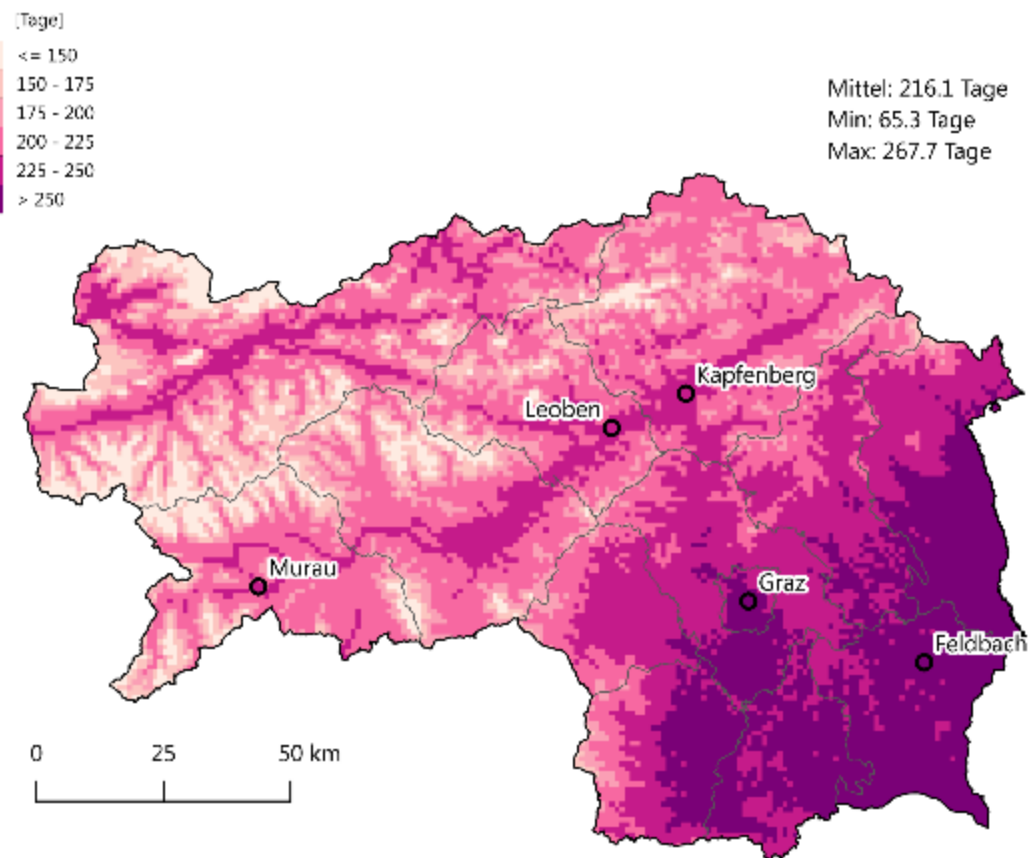 [Tage]
<= 150
150 - 175
175 - 200
200 - 225
225 - 250
> 250
Mittel: 216.1 Tage
Min: 65.3 Tage
Max: 267.7 Tage
Kapfenberg
Leoben
Murau
Graz
Feldbach
0 25 50 km